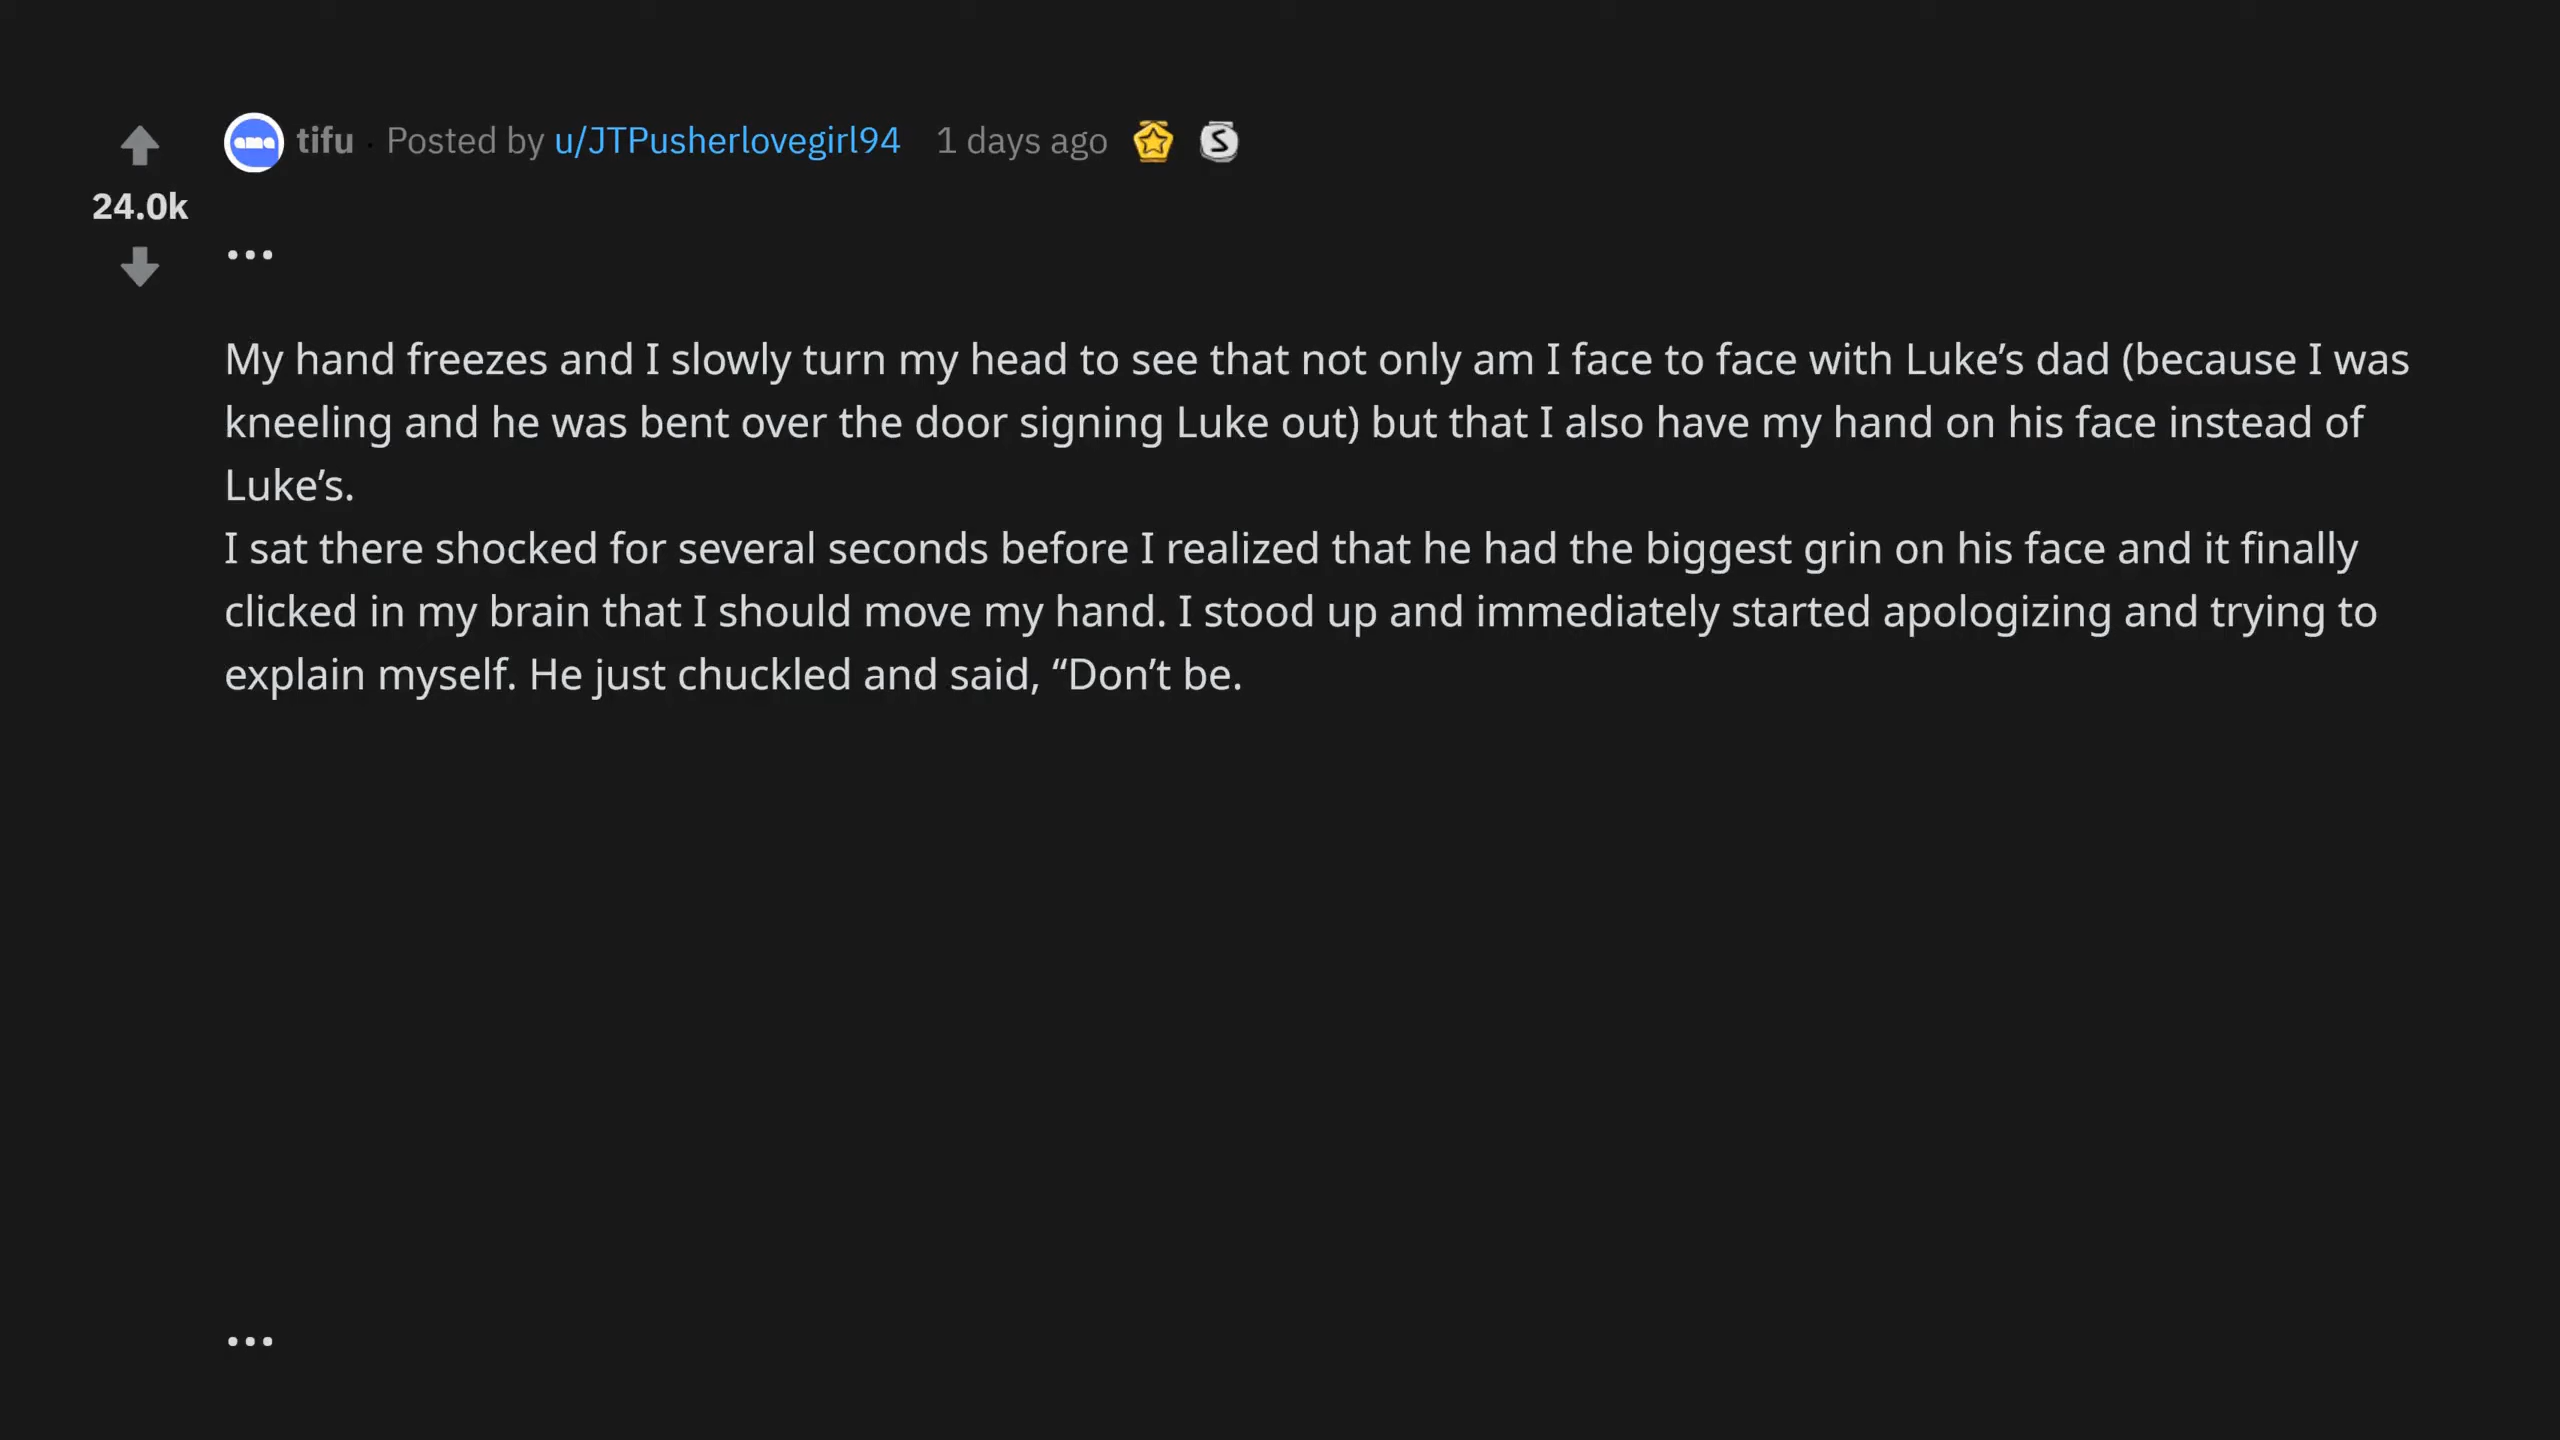 ama tifu · Posted by u/JTPusherlovegirl94 1 days ago S
24.0k
...
My hand freezes and I slowly turn my head to see that not only am I face to face with Luke’s dad (because I was
kneeling and he was bent over the door signing Luke out) but that I also have my hand on his face instead of
Luke’s.
I sat there shocked for several seconds before I realized that he had the biggest grin on his face and it finally
clicked in my brain that I should move my hand. I stood up and immediately started apologizing and trying to
explain myself. He just chuckled and said, “Don’t be.
...